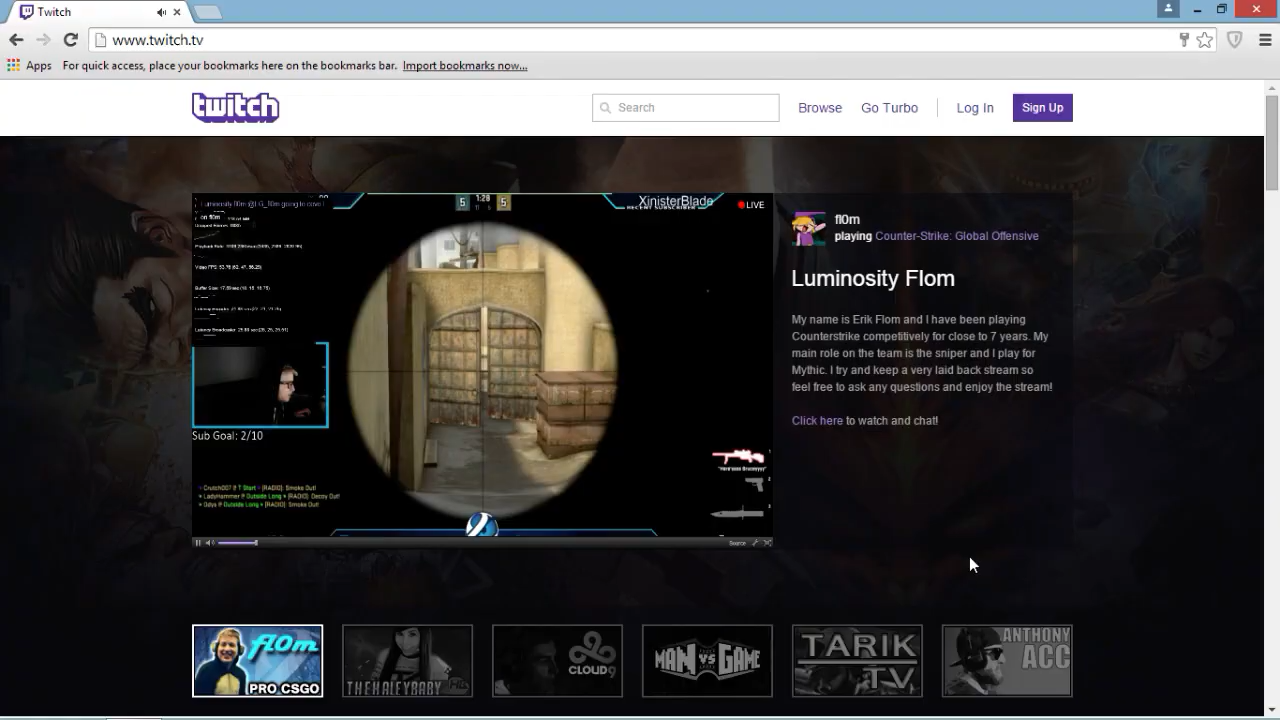 Twitch
www.twitch.tv
Apps For quick access, place your bookmarks here on the bookmarks bar. Import bookmarks now...
twitch
Search
Browse
Go Turbo
Log In
Sign Up
5 1:28 5
XinisterBlade
LIVE
Sub Goal: 2/10
Source
fl0m
playing Counter-Strike: Global Offensive
Luminosity Flom
My name is Erik Flom and I have been playing
Counterstrike competitively for close to 7 years. My
main role on the team is the sniper and I play for
Mythic. I try and keep a very laid back stream so
feel free to ask any questions and enjoy the stream!
Click here to watch and chat!
fl0m
PRO CSGO
THEHALEYBABY
CLOUD9
MAN VS GAME
TARIK
TV
ANTHONY
ACC